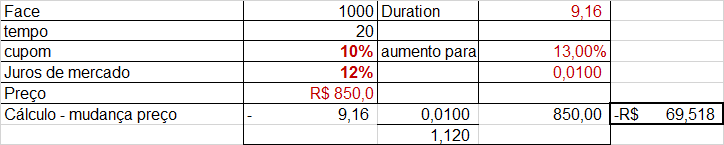 Face 1000 Duration 9,16
tempo 20
cupom 10% aumento para 13,00%
Juros de mercado 12% 0,0100
Preço R$ 850,0
Cálculo - mudança preço - 9,16 0,0100 850,00 -R$ 69,518
1,120